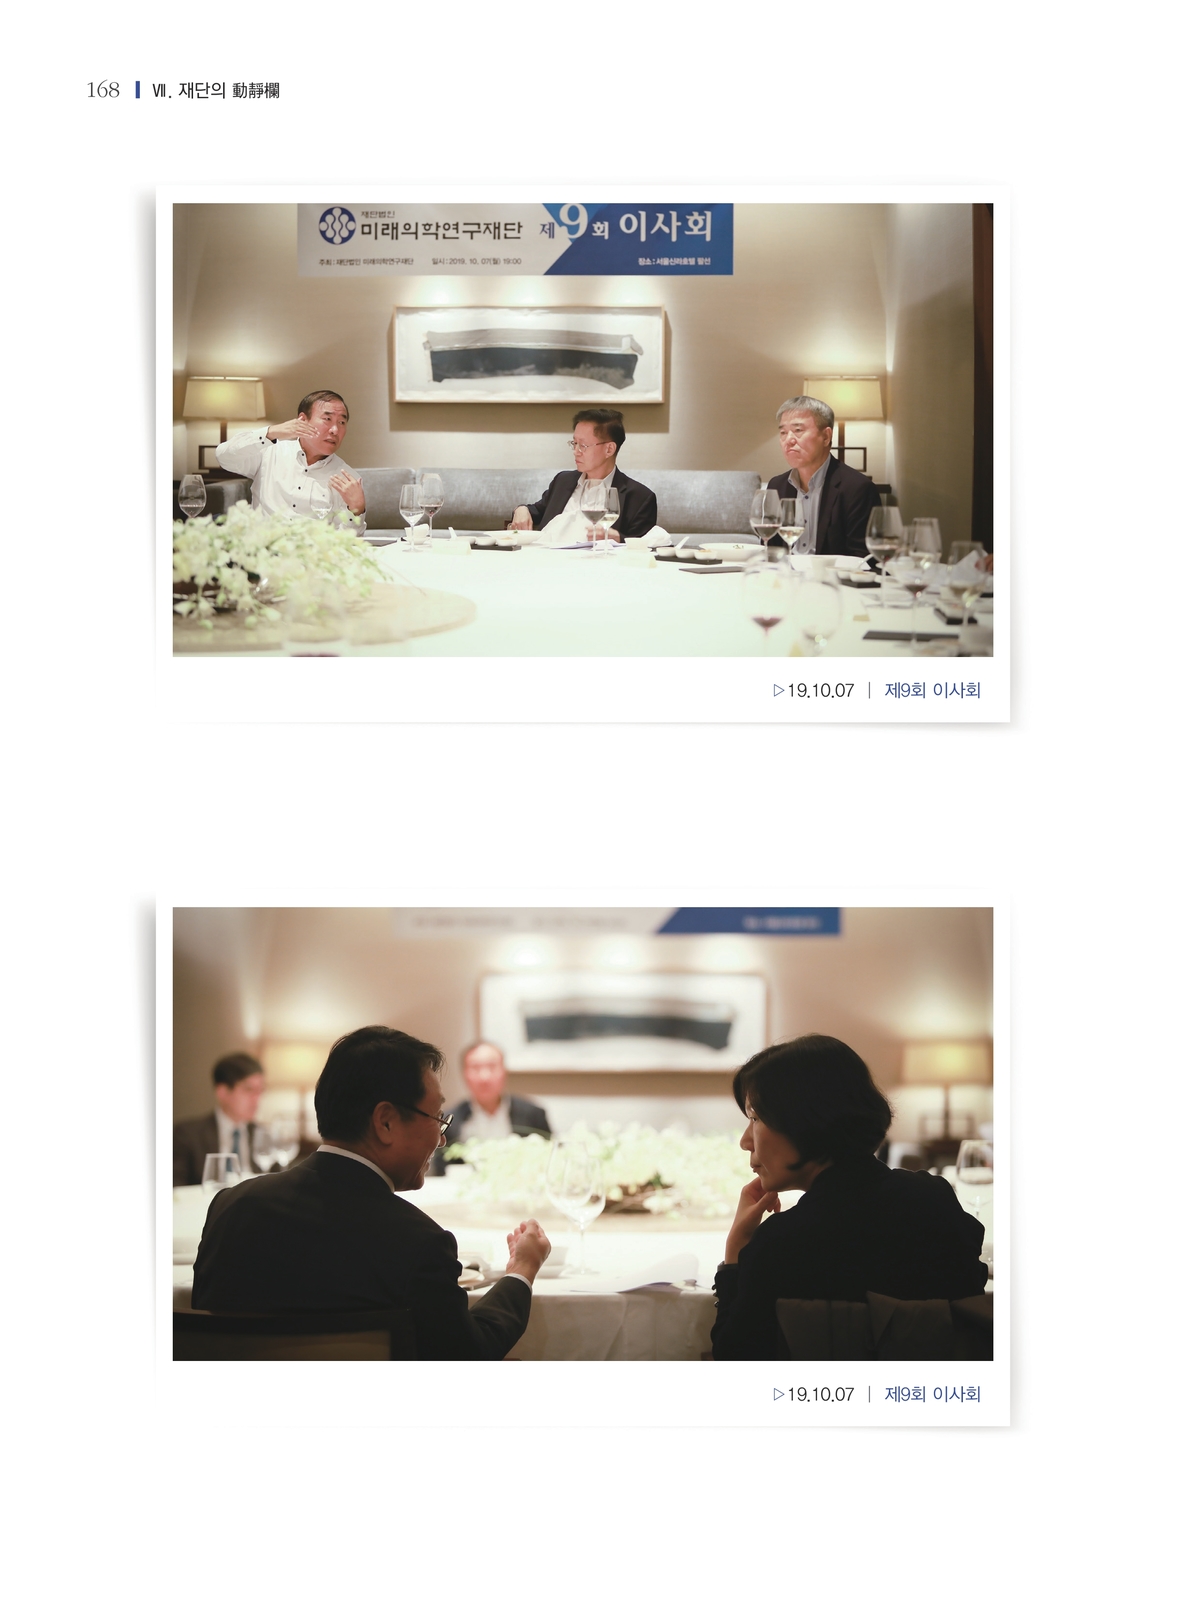 168 Ⅶ. 재단의 動靜欄
재단법인
미래의학연구재단 제9회 이사회
주최 : 재단법인 미래의학연구재단 일시 : 2019. 10. 07(월) 19:00 장소 : 서울신라호텔 팔선
▷19.10.07 | 제9회 이사회
▷19.10.07 | 제9회 이사회